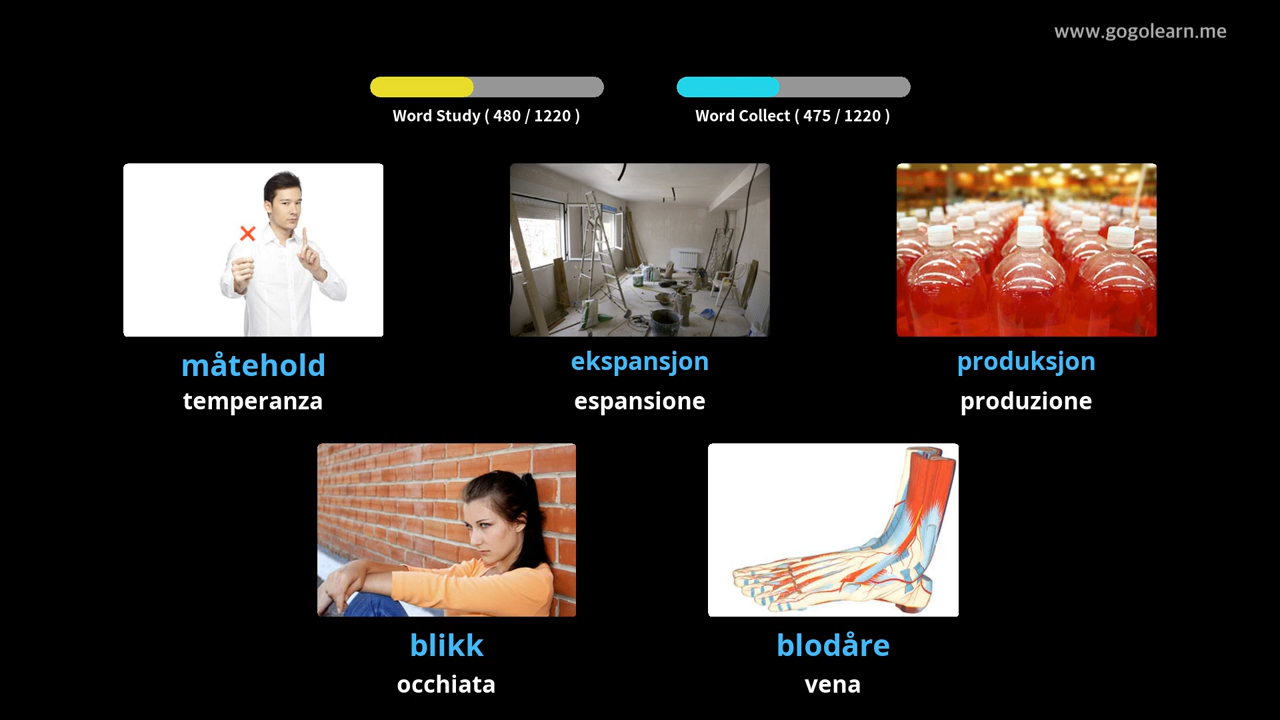 www.gogolearn.me
Word Study ( 480 / 1220 )
Word Collect ( 475 / 1220 )
måtehold
temperanza
ekspansjon
espansione
produksjon
produzione
blikk
occhiata
blodåre
vena